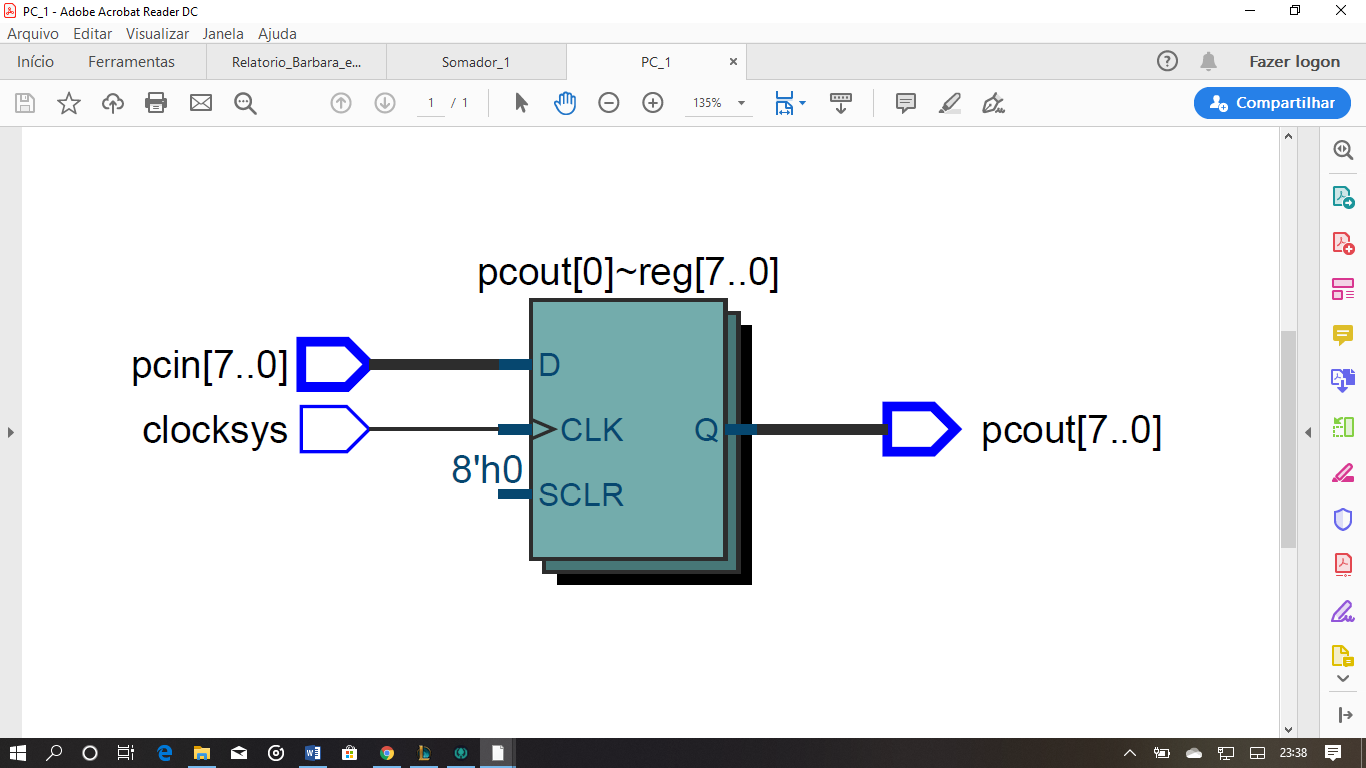 PC_1 - Adobe Acrobat Reader DC
Arquivo Editar Visualizar Janela Ajuda
Início Ferramentas Relatorio_Barbara_e... Somador_1 PC_1 Fazer logon
1 / 1 135% Compartilhar
pcout[0]~reg[7..0]
pcin[7..0] D
clocksys CLK Q pcout[7..0]
8'h0
SCLR
23:38